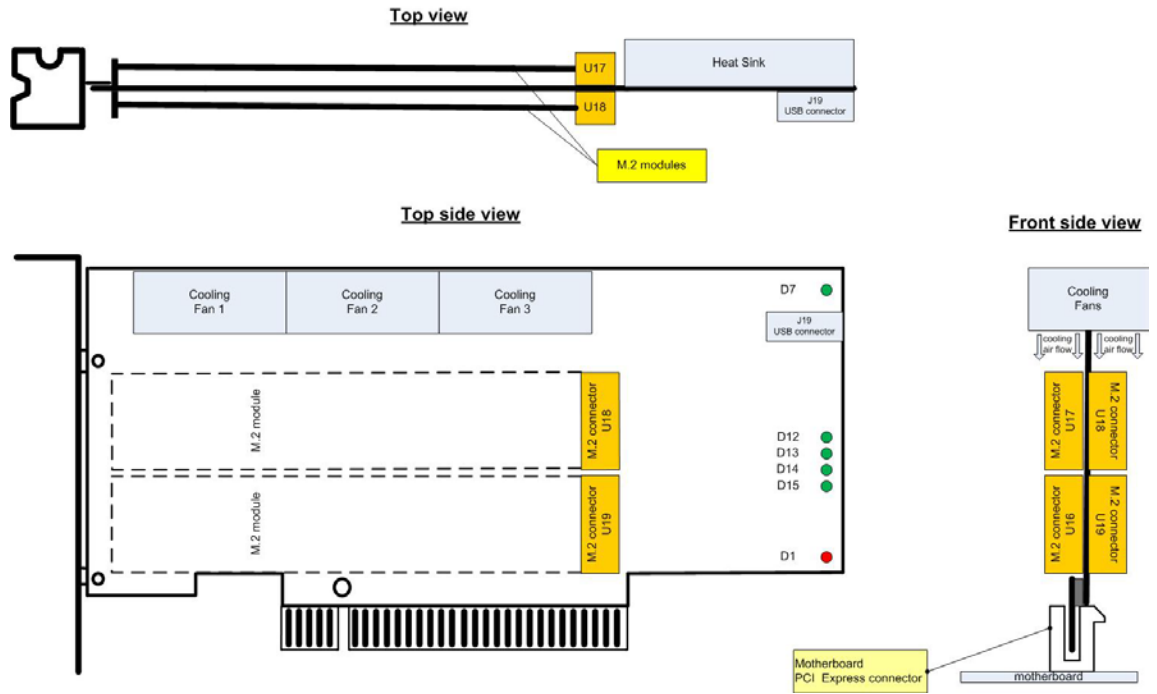 Top view
U17
Heat Sink
U18
J19
USB connector
M.2 modules
Top side view
Front side view
Cooling
Fan 1
Cooling
Fan 2
Cooling
Fan 3
D7
J19
USB connector
Cooling
Fans
cooling
air flow
cooling
air flow
M.2 module
M.2 connector
U18
D12
D13
D14
D15
M.2 connector
U17
M.2 connector
U18
M.2 module
M.2 connector
U19
D1
M.2 connector
U16
M.2 connector
U19
Motherboard
PCI Express connector
motherboard